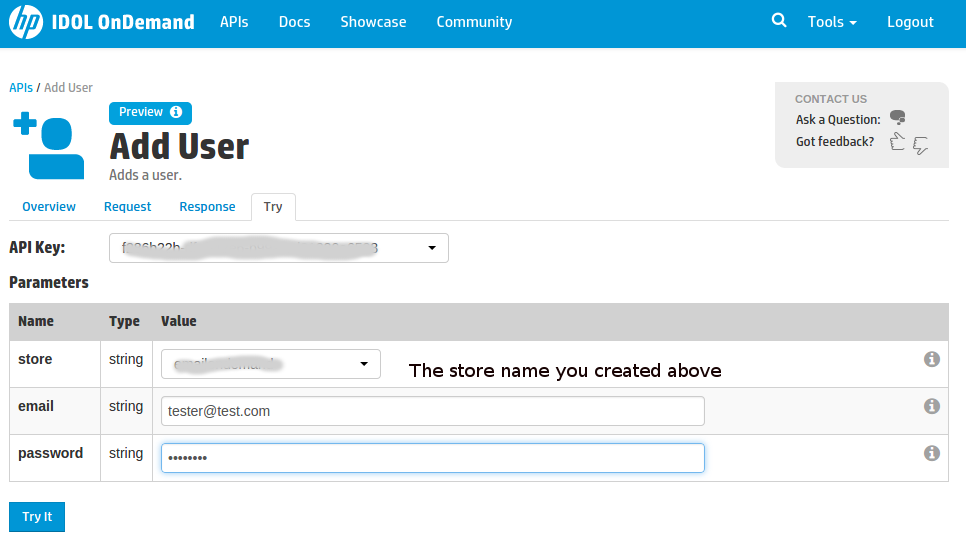 hp IDOL OnDemand APIs Docs Showcase Community Tools Logout
APIs / Add User
Preview i
Add User
Adds a user.
CONTACT US
Ask a Question:
Got feedback?
Overview Request Response Try
API Key:
Parameters
Name Type Value
store string The store name you created above i
email string tester@test.com i
password string •••••••• i
Try It